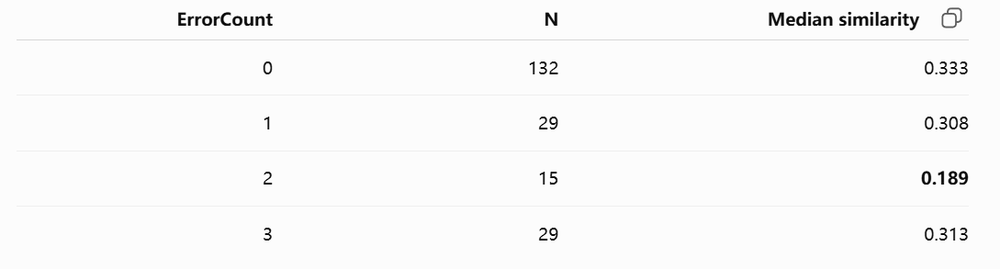 ErrorCount N Median similarity
0 132 0.333
1 29 0.308
2 15 0.189
3 29 0.313